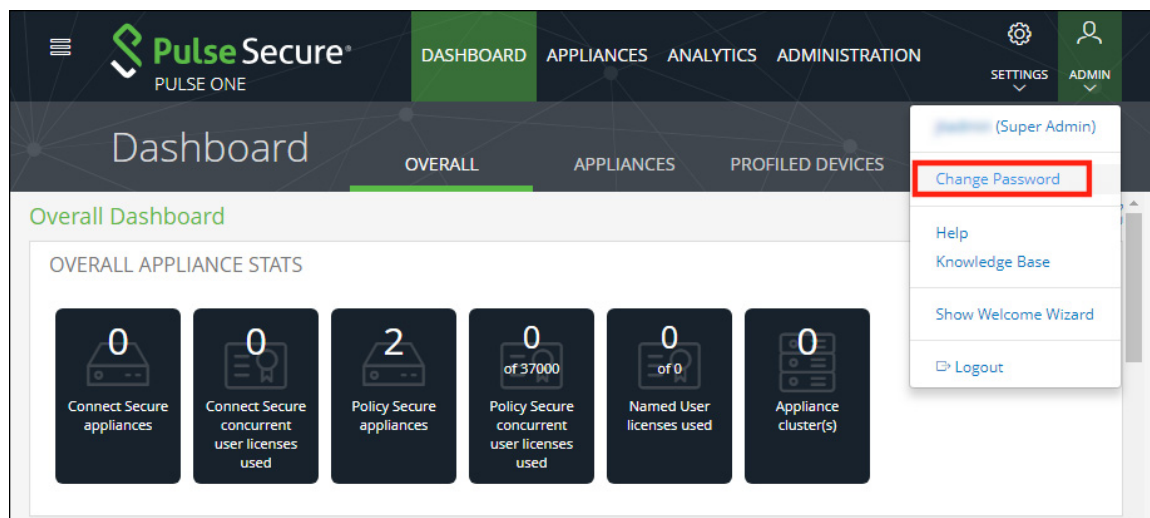 Pulse Secure®
PULSE ONE
DASHBOARD
APPLIANCES
ANALYTICS
ADMINISTRATION
SETTINGS
ADMIN
Dashboard
OVERALL
APPLIANCES
PROFILED DEVICES
(Super Admin)
Change Password
Help
Knowledge Base
Show Welcome Wizard
Logout
Overall Dashboard
OVERALL APPLIANCE STATS
0
Connect Secure
appliances
0
Connect Secure
concurrent
user licenses
used
2
Policy Secure
appliances
0
of 37000
Policy Secure
concurrent
user licenses
used
0
of 0
Named User
licenses used
0
Appliance
cluster(s)